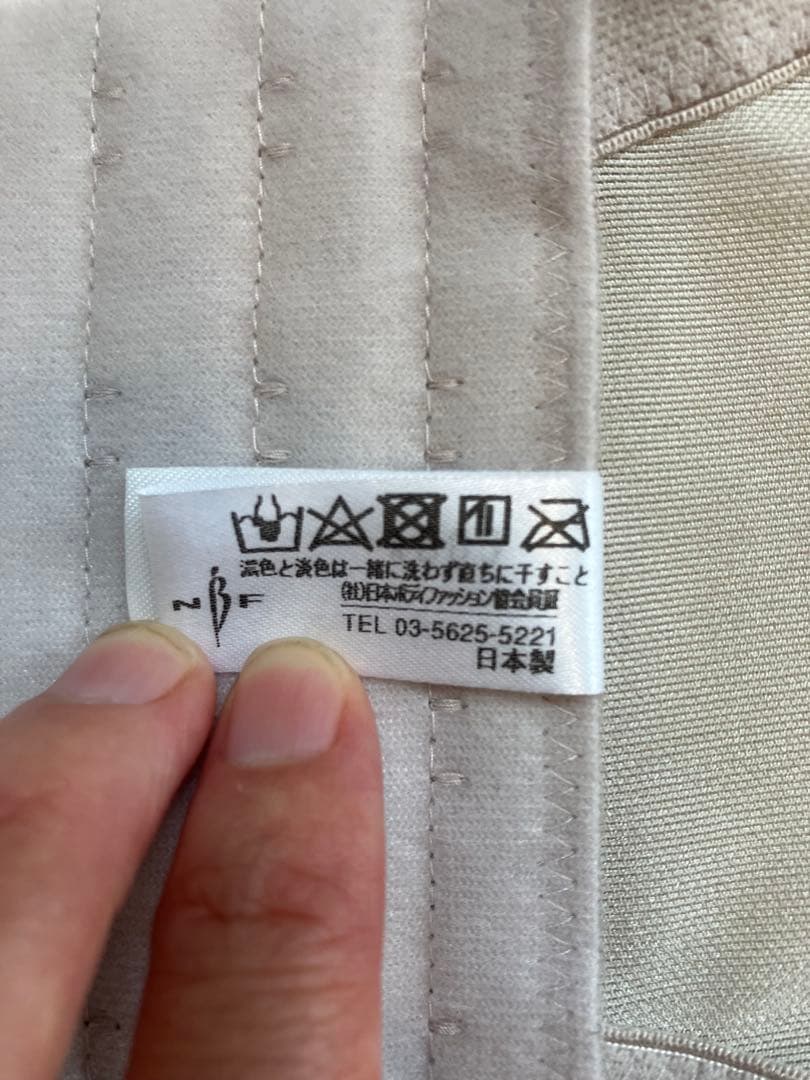 濃色と淡色は一緒に洗わず直ちに干すこと
NBF
(社)日本ボディファッション協会会員証
TEL 03-5625-5221
日本製